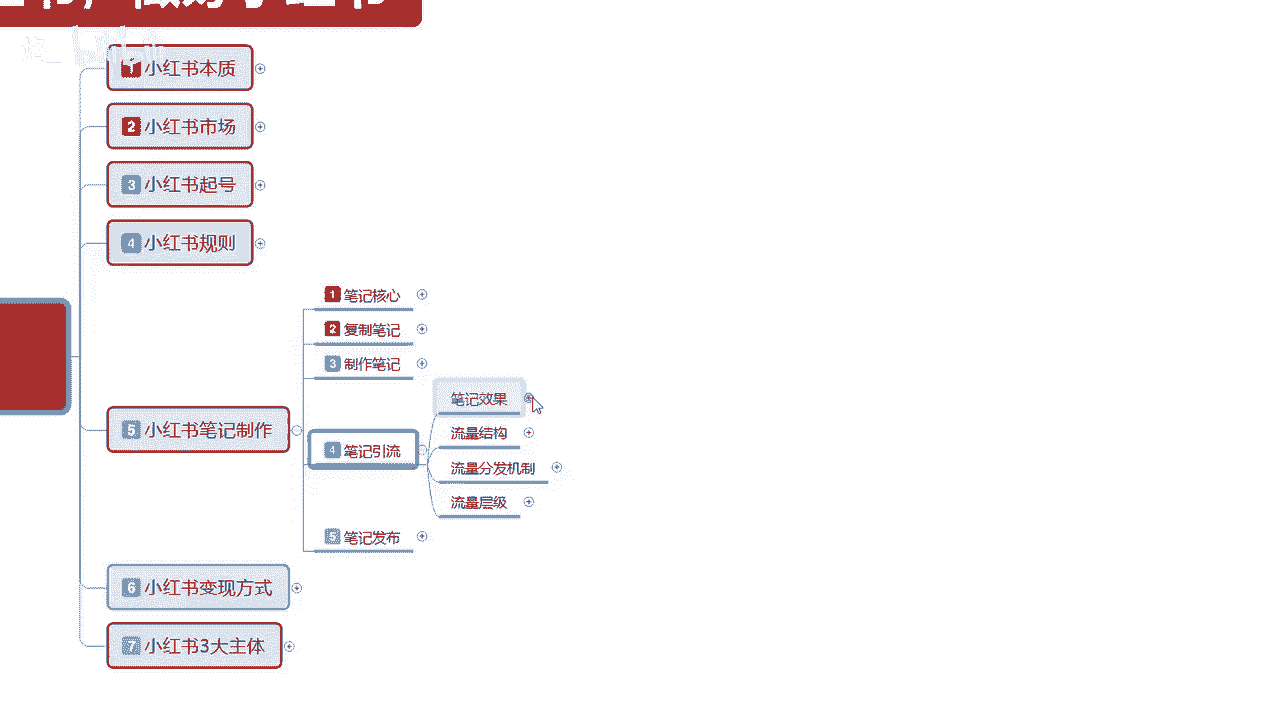 1 小红书本质
2 小红书市场
3 小红书起号
4 小红书规则
5 小红书笔记制作
1 笔记核心
2 复制笔记
3 制作笔记
4 笔记引流
笔记效果
流量结构
流量分发机制
流量层级
5 笔记发布
6 小红书变现方式
7 小红书3大主体